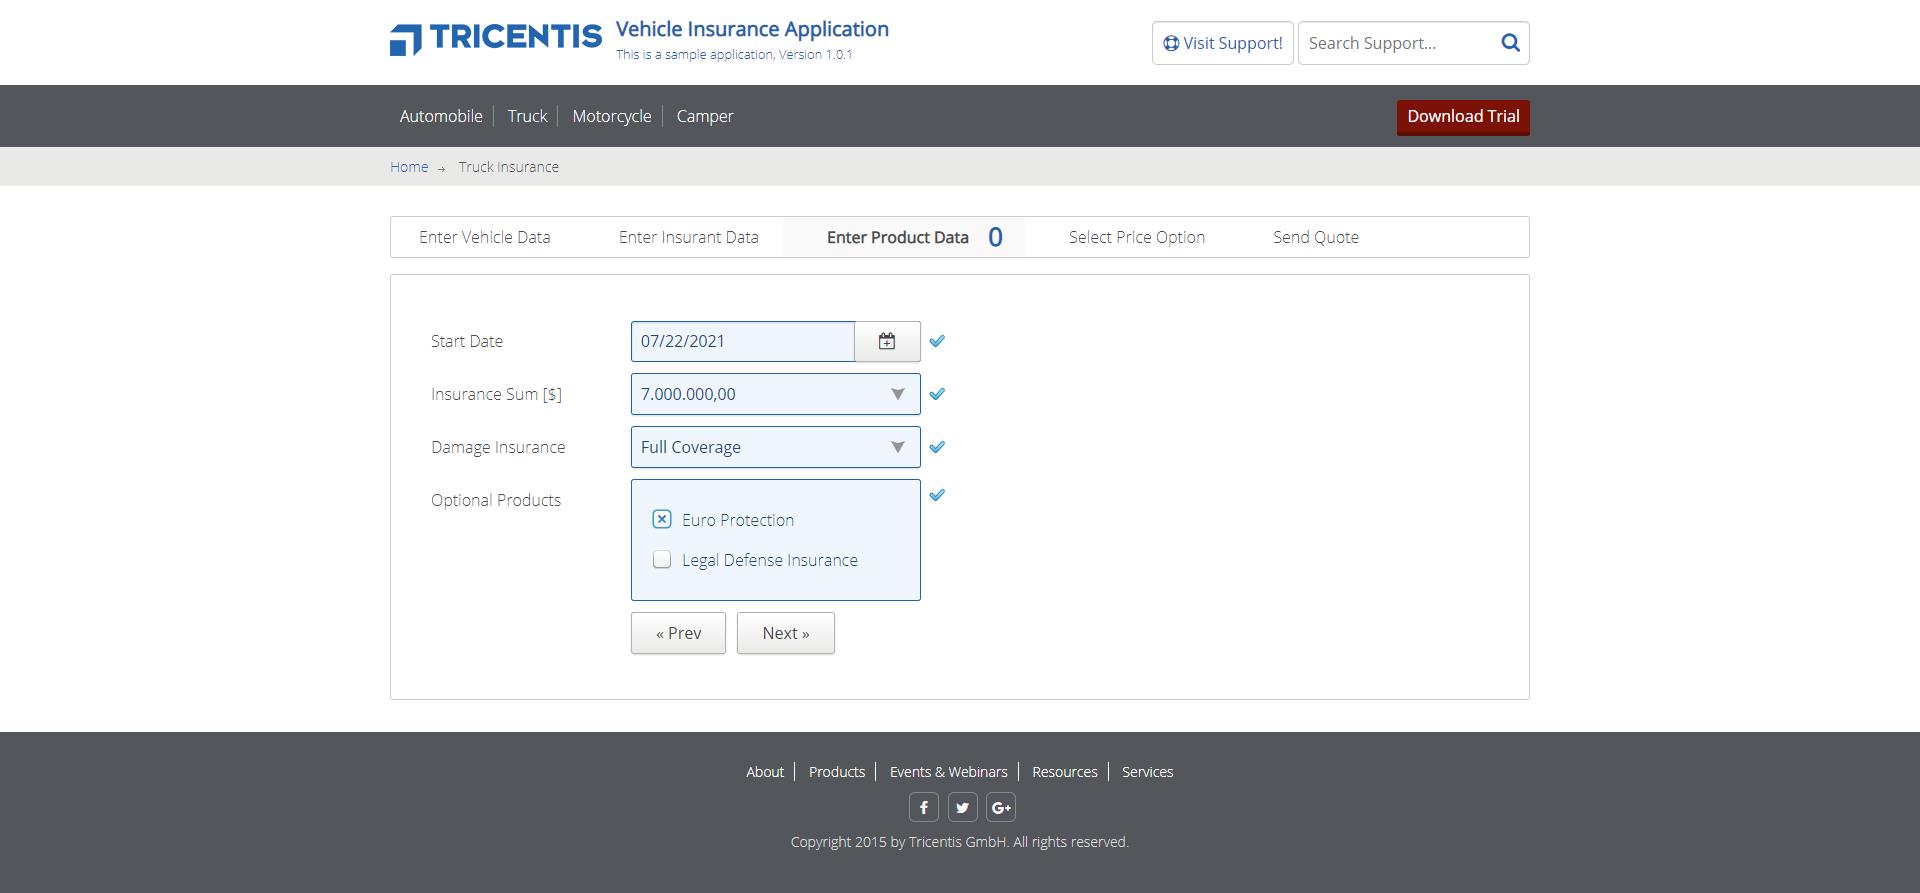 TRICENTIS Vehicle Insurance Application
This is a sample application, Version 1.0.1
Visit Support!
Search Support...
Automobile
Truck
Motorcycle
Camper
Download Trial
Home → Truck Insurance
Enter Vehicle Data
Enter Insurant Data
Enter Product Data 0
Select Price Option
Send Quote
Start Date
07/22/2021
Insurance Sum [$]
7.000.000,00
Damage Insurance
Full Coverage
Optional Products
Euro Protection
Legal Defense Insurance
« Prev
Next »
About
Products
Events & Webinars
Resources
Services
Copyright 2015 by Tricentis GmbH. All rights reserved.